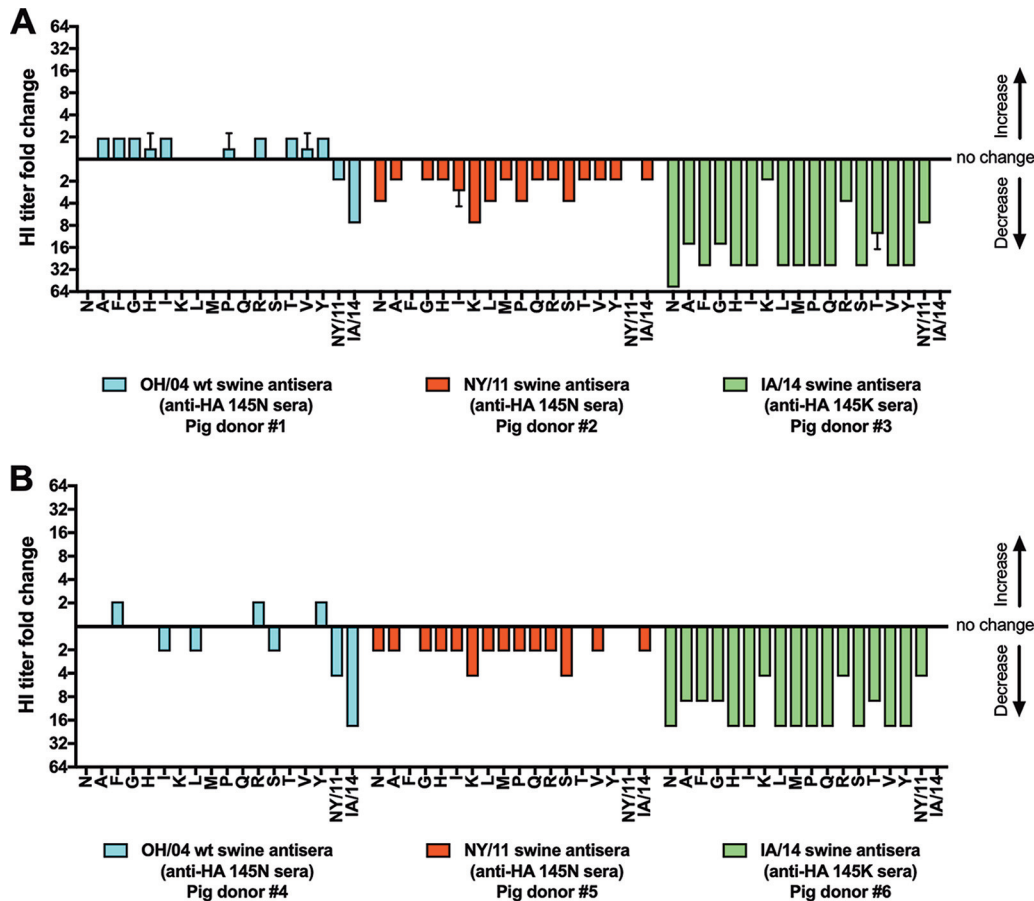 A
HI titer fold change
64
32
16
8
4
2
2
4
8
16
32
64
Increase
no change
Decrease
N A F G H I K L M P Q R S T V Y NY/11 IA/14 N A F G H I K L M P Q R S T V Y NY/11 IA/14 N A F G H I K L M P Q R S T V Y NY/11 IA/14
OH/04 wt swine antisera
(anti-HA 145N sera)
Pig donor #1
NY/11 swine antisera
(anti-HA 145N sera)
Pig donor #2
IA/14 swine antisera
(anti-HA 145K sera)
Pig donor #3
B
HI titer fold change
64
32
16
8
4
2
2
4
8
16
32
64
Increase
no change
Decrease
N A F G H I K L M P Q R S T V Y NY/11 IA/14 N A F G H I K L M P Q R S T V Y NY/11 IA/14 N A F G H I K L M P Q R S T V Y NY/11 IA/14
OH/04 wt swine antisera
(anti-HA 145N sera)
Pig donor #4
NY/11 swine antisera
(anti-HA 145N sera)
Pig donor #5
IA/14 swine antisera
(anti-HA 145K sera)
Pig donor #6